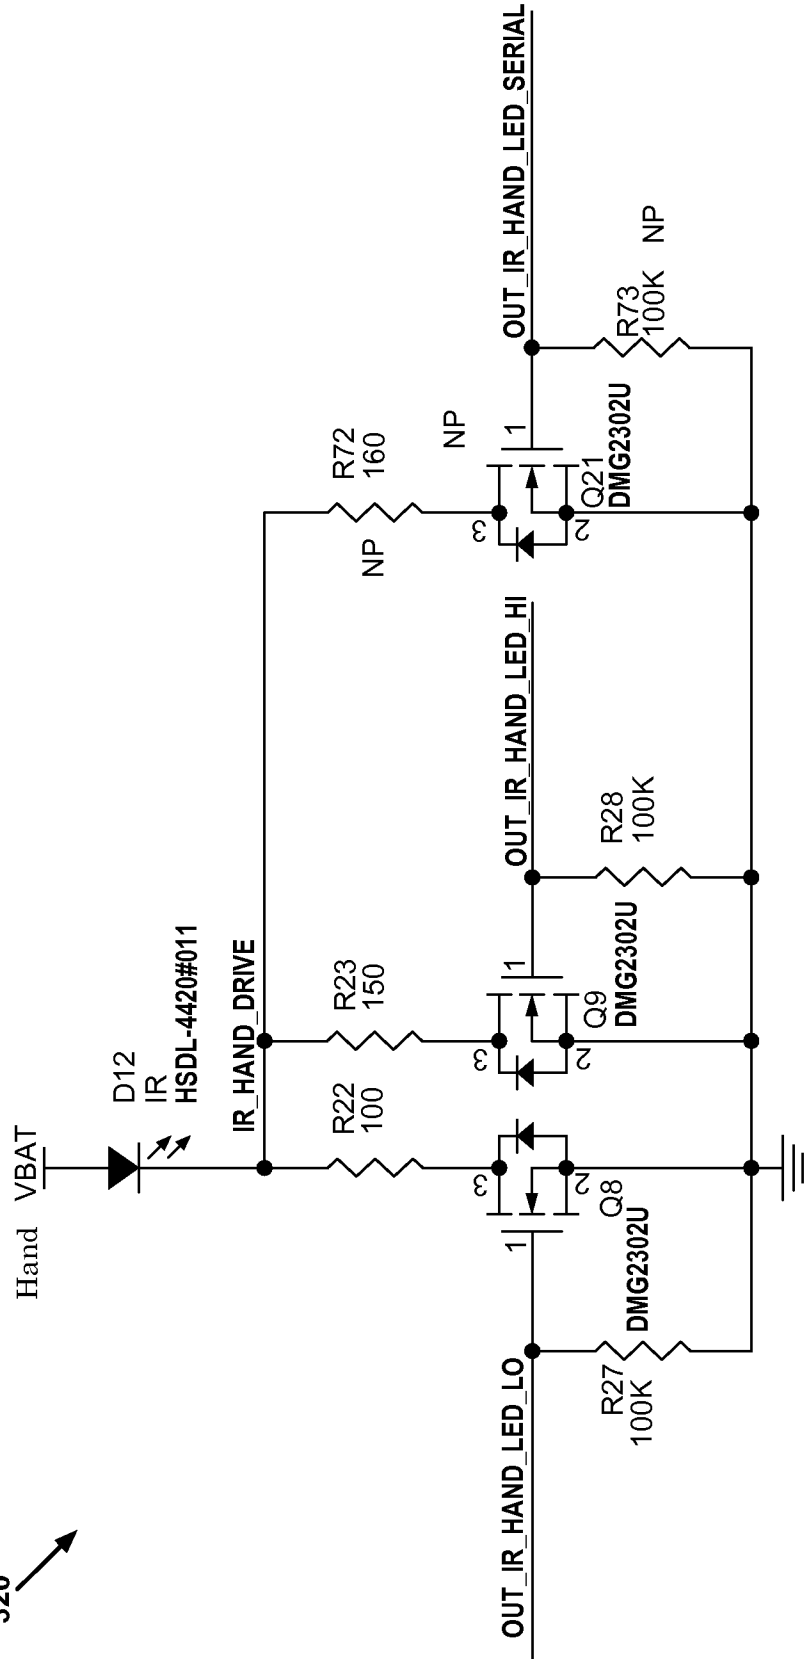 Hand VBAT
D12
IR
HSDL-4420#011
IR_HAND_DRIVE
R22
100
R23
150
R72
160
NP
NP
OUT_IR_HAND_LED_LO
1
3
2
Q8
DMG2302U
R27
100K
OUT_IR_HAND_LED_HI
1
3
2
Q9
DMG2302U
R28
100K
OUT_IR_HAND_LED_SERIAL
1
3
2
Q21
DMG2302U
R73
100K NP